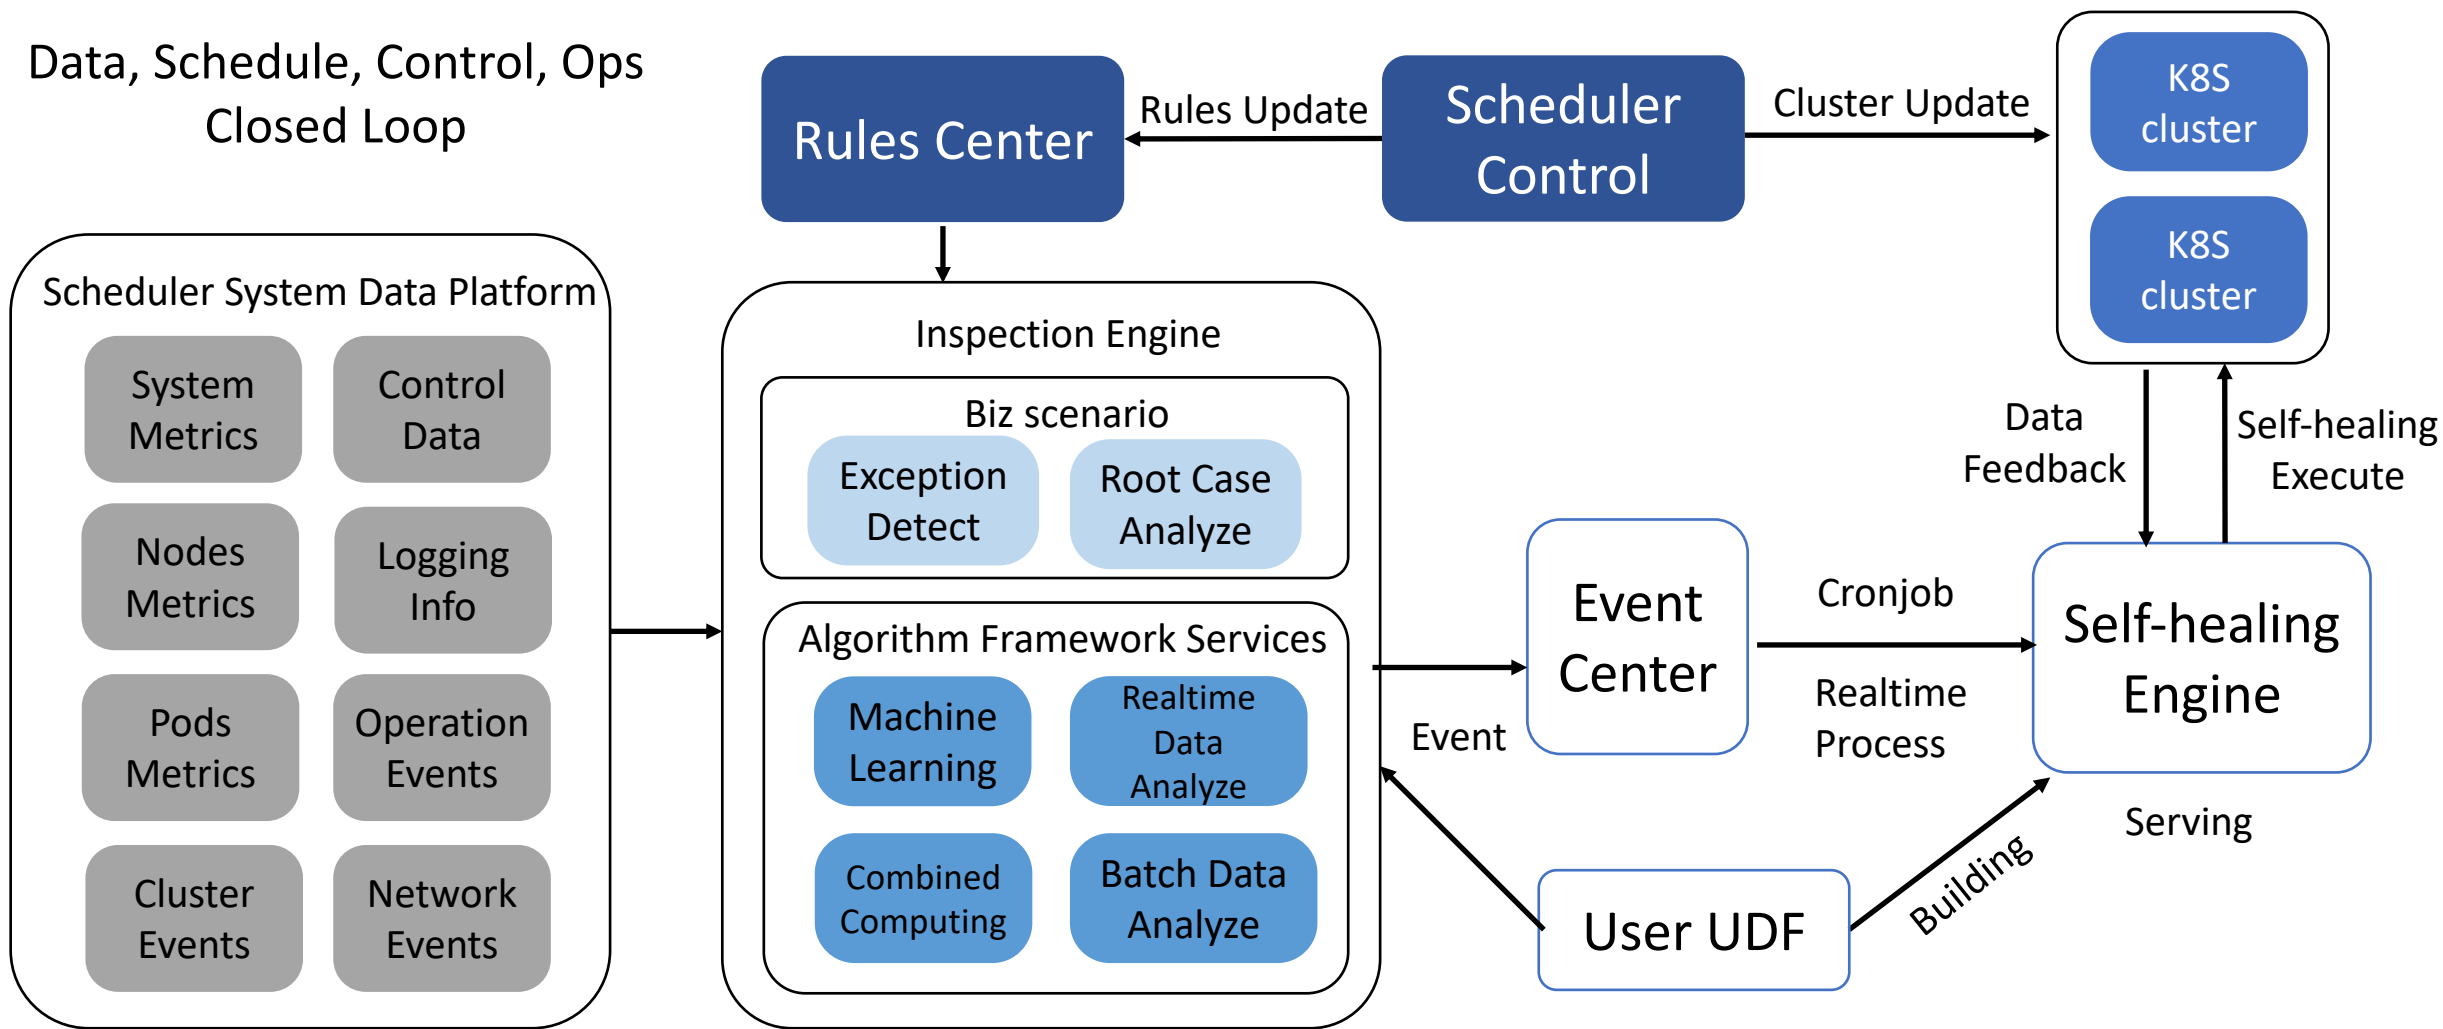 Data, Schedule, Control, Ops
Closed Loop
Rules Center
Rules Update
Scheduler
Control
Cluster Update
K8S
cluster
K8S
cluster
Scheduler System Data Platform
System
Metrics
Control
Data
Nodes
Metrics
Logging
Info
Pods
Metrics
Operation
Events
Cluster
Events
Network
Events
Inspection Engine
Biz scenario
Exception
Detect
Root Case
Analyze
Algorithm Framework Services
Machine
Learning
Realtime
Data
Analyze
Combined
Computing
Batch Data
Analyze
Event
Event
Center
Cronjob
Realtime
Process
Data
Feedback
Self-healing
Execute
Self-healing
Engine
Serving
Building
User UDF